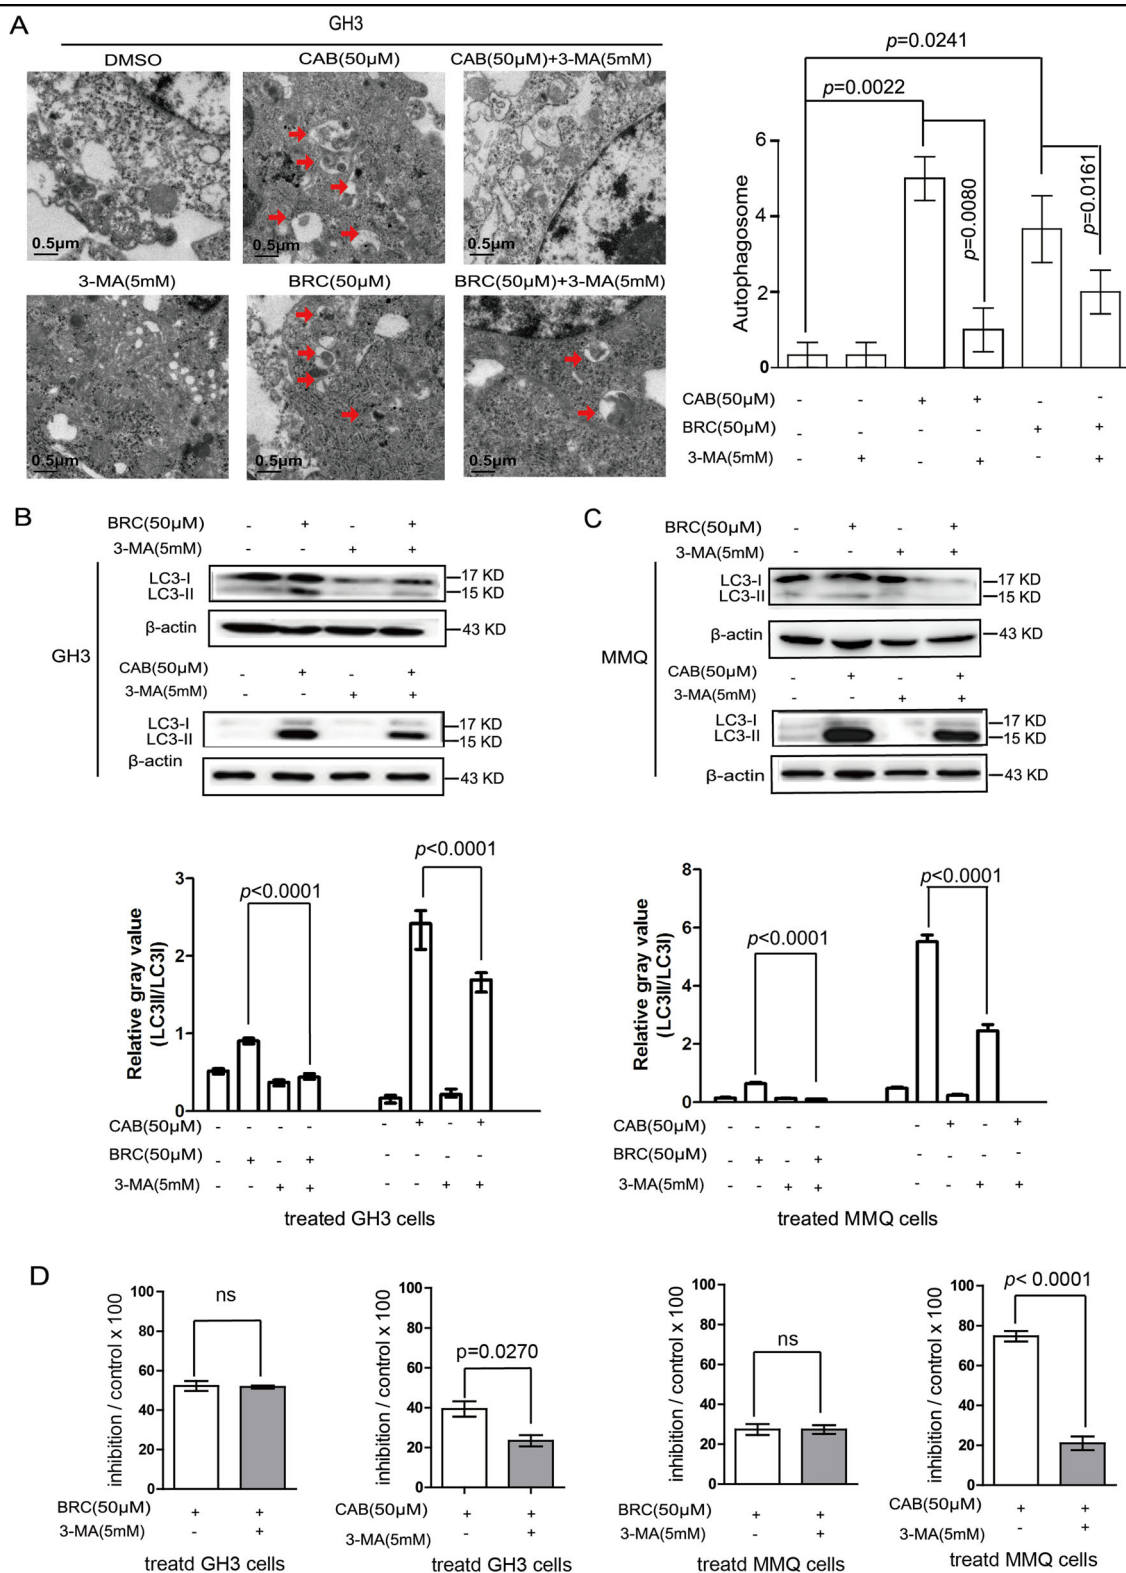 A
GH3
DMSO
CAB(50μM)
CAB(50μM)+3-MA(5mM)
0.5μm
0.5μm
0.5μm
3-MA(5mM)
BRC(50μM)
BRC(50μM)+3-MA(5mM)
0.5μm
0.5μm
0.5μm
p=0.0241
p=0.0022
p=0.0080
p=0.0161
Autophagosome
6
4
2
0
CAB(50μM) - - + + - -
BRC(50μM) - - - - + +
3-MA(5mM) - + - + - +
B
BRC(50μM) - + - +
3-MA(5mM) - - + +
GH3
LC3-I
17 KD
LC3-II
15 KD
β-actin
43 KD
CAB(50μM) - + - +
3-MA(5mM) - - + +
LC3-I
17 KD
LC3-II
15 KD
β-actin
43 KD
C
BRC(50μM) - + - +
3-MA(5mM) - - + +
MMQ
LC3-I
17 KD
LC3-II
15 KD
β-actin
43 KD
CAB(50μM) - + - +
3-MA(5mM) - - + +
LC3-I
17 KD
LC3-II
15 KD
β-actin
43 KD
p<0.0001
p<0.0001
Relative gray value
(LC3II/LC3I)
3
2
1
0
CAB(50μM) - - - - - + - +
BRC(50μM) - + - + - - - -
3-MA(5mM) - - + + - - + +
treated GH3 cells
p<0.0001
p<0.0001
Relative gray value
(LC3II/LC3I)
8
6
4
2
0
CAB(50μM) - - - - - + - +
BRC(50μM) - + - + - - - -
3-MA(5mM) - - + + - - + +
treated MMQ cells
D
inhibition / control x 100
100
80
60
40
20
0
ns
BRC(50μM) + +
3-MA(5mM) - +
treatd GH3 cells
inhibition / control x 100
100
80
60
40
20
0
p=0.0270
CAB(50μM) + +
3-MA(5mM) - +
treatd GH3 cells
inhibition / control x 100
100
80
60
40
20
0
ns
BRC(50μM) + +
3-MA(5mM) - +
treatd MMQ cells
inhibition / control x 100
100
80
60
40
20
0
p< 0.0001
CAB(50μM) + +
3-MA(5mM) - +
treatd MMQ cells